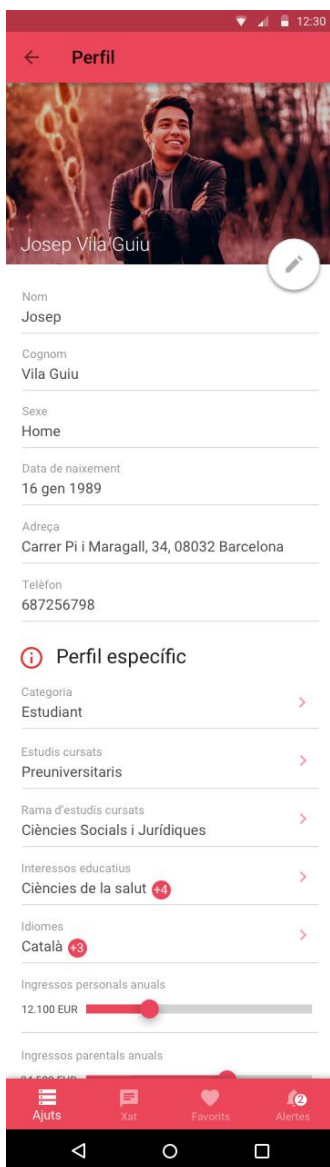 12:30
Perfil
Josep Vila Guiu
Nom
Josep
Cognom
Vila Guiu
Sexe
Home
Data de naixement
16 gen 1989
Adreça
Carrer Pi i Maragall, 34, 08032 Barcelona
Telèfon
687256798
Perfil específic
Categoria
Estudiant
Estudis cursats
Preuniversitaris
Rama d'estudis cursats
Ciències Socials i Jurídiques
Interessos educatius
Ciències de la salut +4
Idiomes
Català +3
Ingressos personals anuals
12.100 EUR
Ingressos parentals anuals
2
Ajuts Xat Favorits Alertes